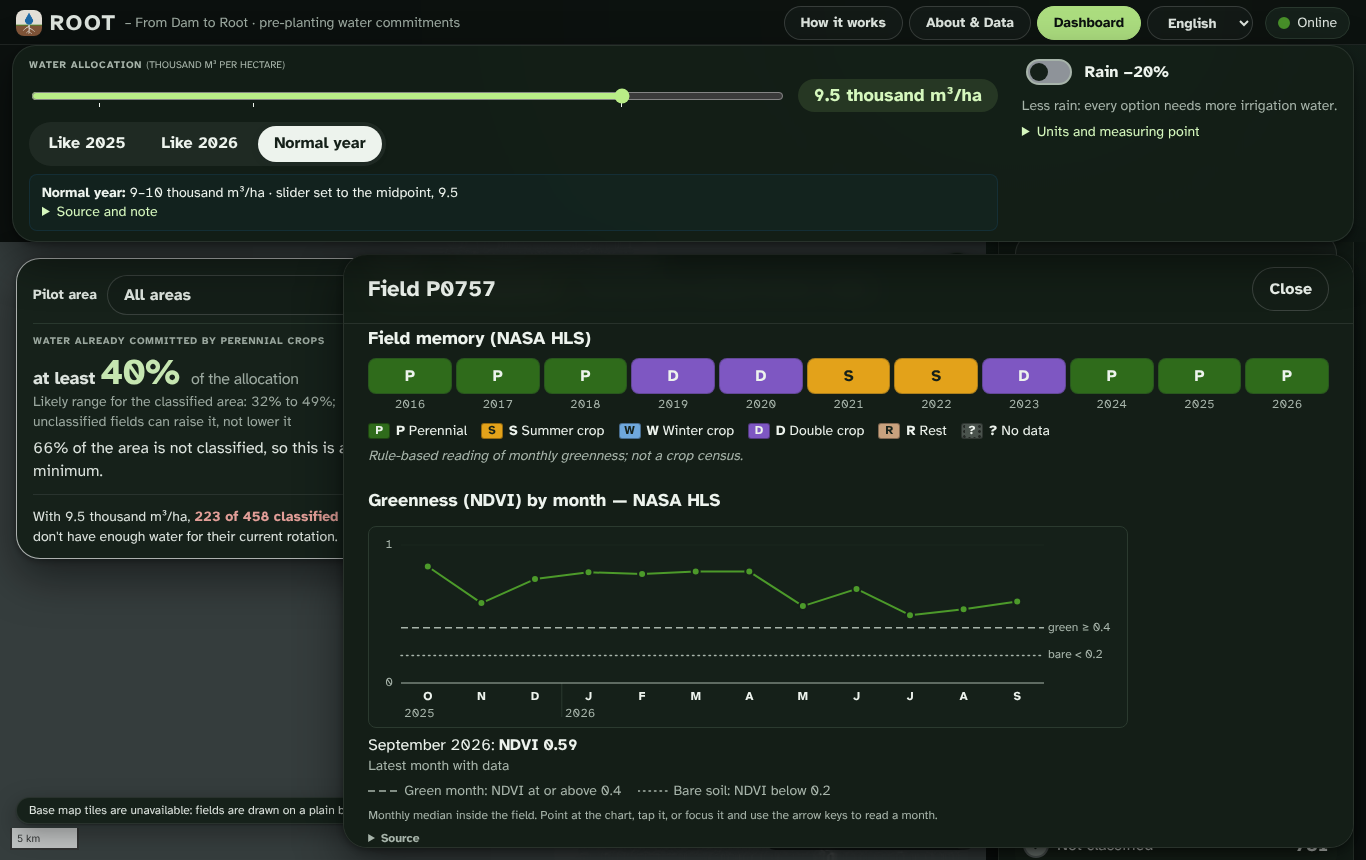 ROOT – From Dam to Root · pre-planting water commitments
How it works
About & Data
Dashboard
English
Online
WATER ALLOCATION (THOUSAND M³ PER HECTARE)
9.5 thousand m³/ha
Like 2025
Like 2026
Normal year
Normal year: 9–10 thousand m³/ha · slider set to the midpoint, 9.5
Source and note
Rain −20%
Less rain: every option needs more irrigation water.
Units and measuring point
Pilot area
All areas
WATER ALREADY COMMITTED BY PERENNIAL CROPS
at least 40% of the allocation
Likely range for the classified area: 32% to 49%;
unclassified fields can raise it, not lower it
66% of the area is not classified, so this is a
minimum.
With 9.5 thousand m³/ha, 223 of 458 classified
don't have enough water for their current rotation.
Base map tiles are unavailable: fields are drawn on a plain
5 km
Field P0757
Close
Field memory (NASA HLS)
P P P D D S S D P P P
2016 2017 2018 2019 2020 2021 2022 2023 2024 2025 2026
P P Perennial S S Summer crop W W Winter crop D D Double crop R R Rest ? ? No data
Rule-based reading of monthly greenness; not a crop census.
Greenness (NDVI) by month — NASA HLS
1
green ≥ 0.4
bare < 0.2
0
O N D J F M A M J J A S
2025 2026
September 2026: NDVI 0.59
Latest month with data
Green month: NDVI at or above 0.4 Bare soil: NDVI below 0.2
Monthly median inside the field. Point at the chart, tap it, or focus it and use the arrow keys to read a month.
Source